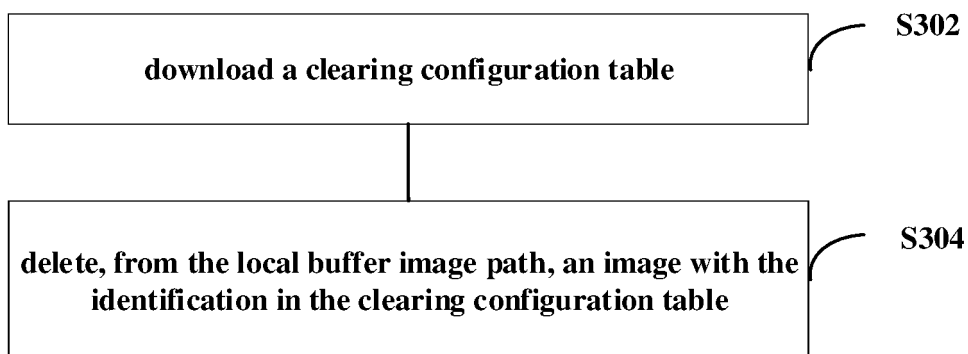 S302
download a clearing configuration table
S304
delete, from the local buffer image path, an image with the
identification in the clearing configuration table